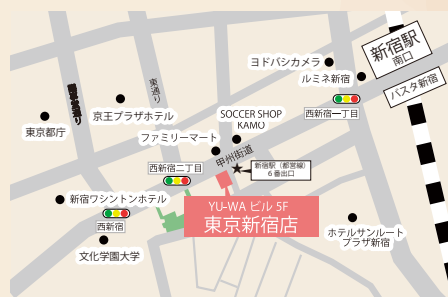 新宿駅
南口
バスタ新宿
ヨドバシカメラ
ルミネ新宿
西新宿一丁目
東通り
京王プラザホテル
東京都庁
SOCCER SHOP
KAMO
ファミリーマート
甲州街道
新宿駅(都営線)
6番出口
西新宿二丁目
新宿ワシントンホテル
西新宿
文化学園大学
YU-WA ビル 5F
東京新宿店
ホテルサンルート
プラザ新宿